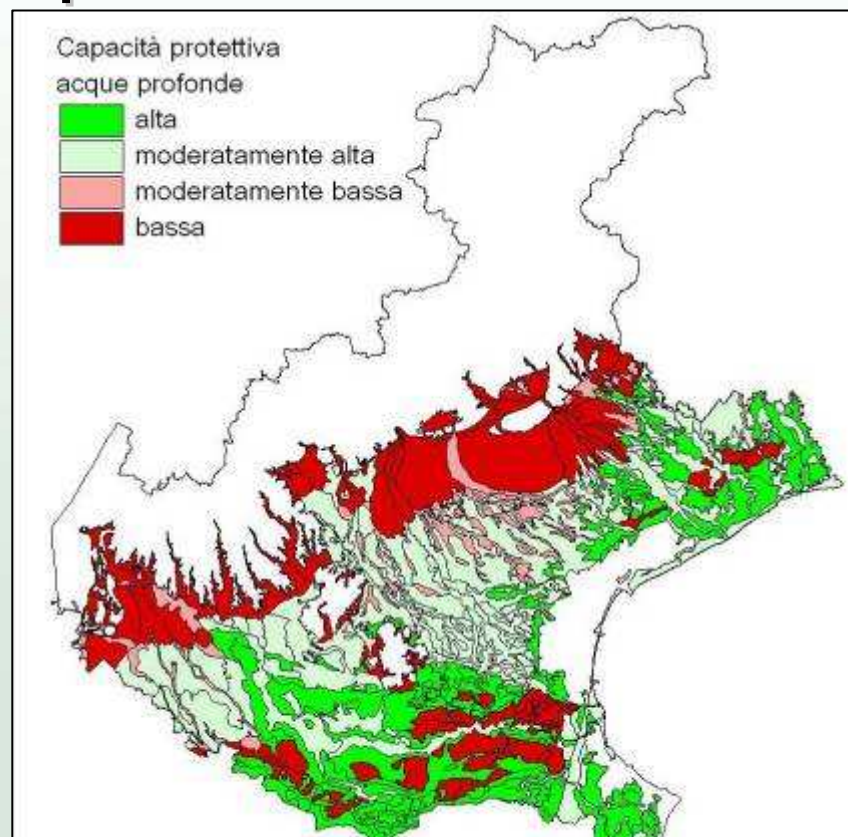 Capacità protettiva
acque profonde
alta
moderatamente alta
moderatamente bassa
bassa